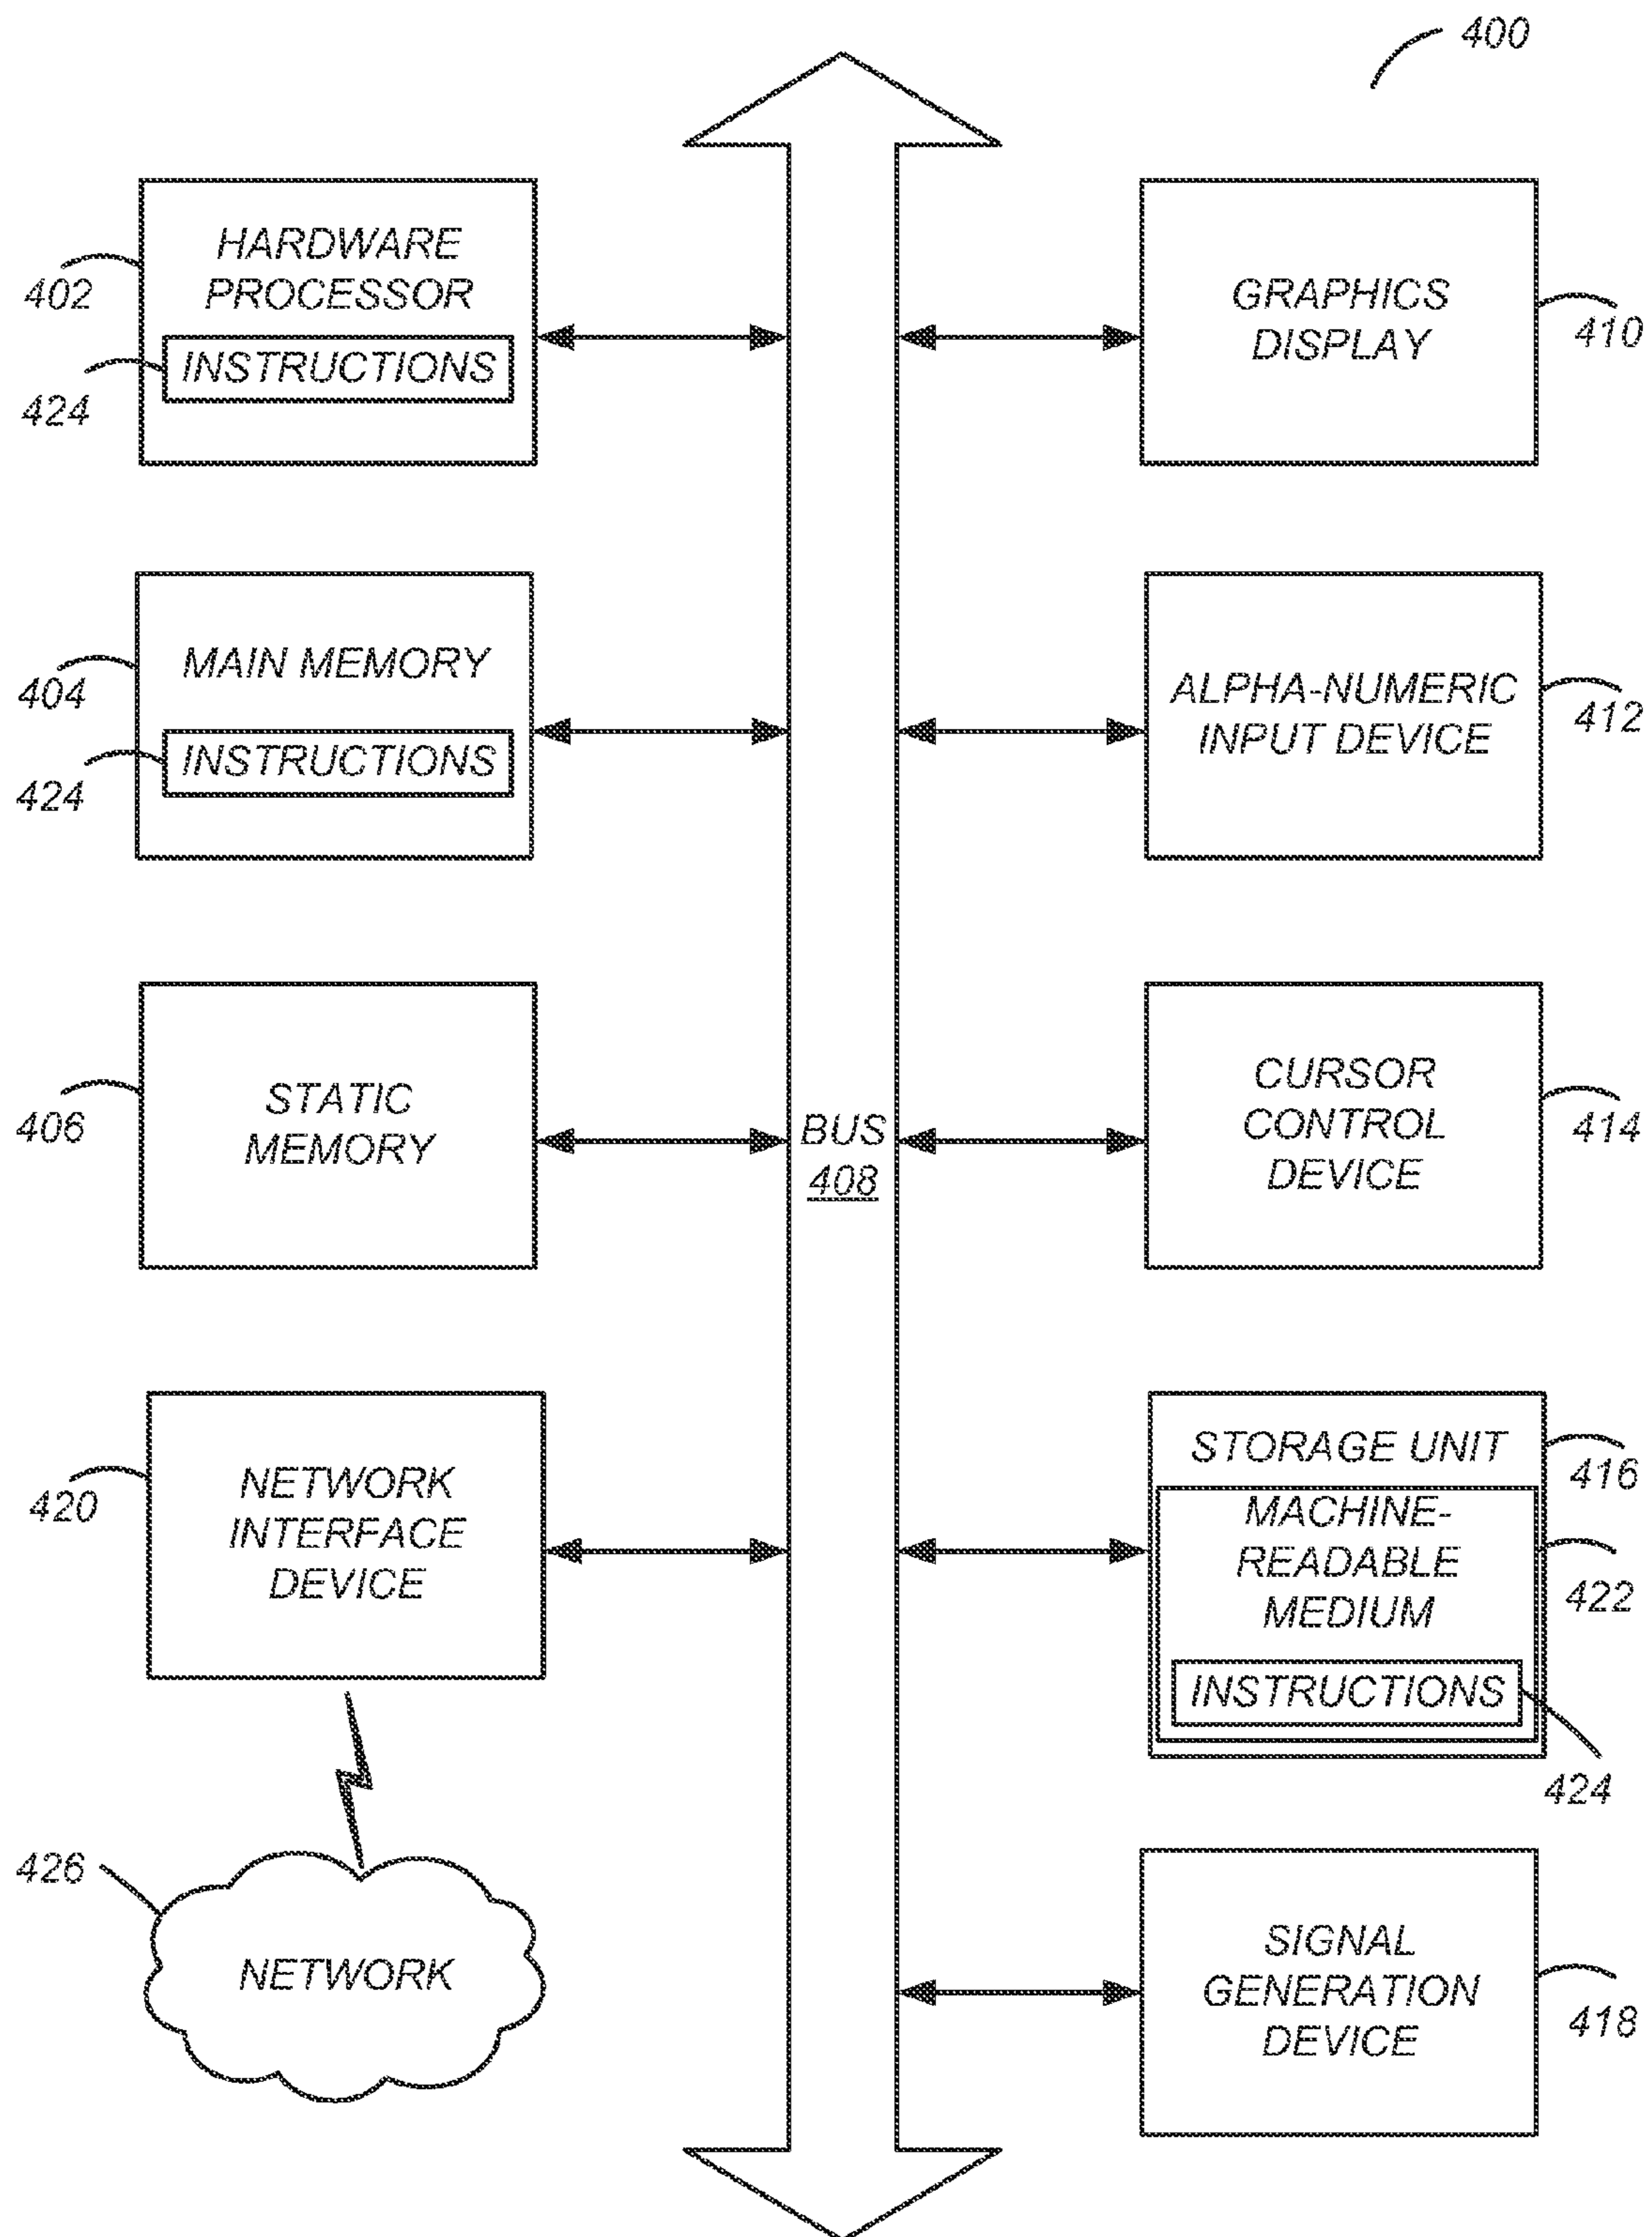 400
HARDWARE
PROCESSOR
402
INSTRUCTIONS
424
GRAPHICS
DISPLAY
410
MAIN MEMORY
404
INSTRUCTIONS
424
ALPHA-NUMERIC
INPUT DEVICE
412
STATIC
MEMORY
406
BUS
408
CURSOR
CONTROL
DEVICE
414
NETWORK
INTERFACE
DEVICE
420
STORAGE UNIT
416
MACHINE-
READABLE
MEDIUM
422
INSTRUCTIONS
424
426
NETWORK
SIGNAL
GENERATION
DEVICE
418